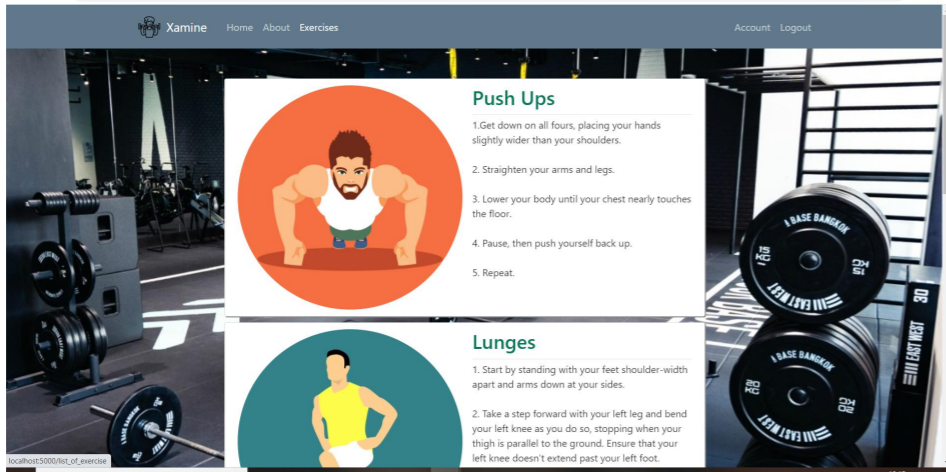 Xamine Home About Exercises Account Logout
Push Ups
1.Get down on all fours, placing your hands
slightly wider than your shoulders.
2. Straighten your arms and legs.
3. Lower your body until your chest nearly touches
the floor.
4. Pause, then push yourself back up.
5. Repeat.
Lunges
1. Start by standing with your feet shoulder-width
apart and arms down at your sides.
2. Take a step forward with your left leg and bend
your left knee as you do so, stopping when your
thigh is parallel to the ground. Ensure that your
left knee doesn't extend past your left foot.
BASE BANGKOK
15
KG
15
KG
EAST WEST
30
EAST WEST
BASE BANGKOK
20
KG
20
KG
EAST WEST
localhost:5000/list_of_exercise